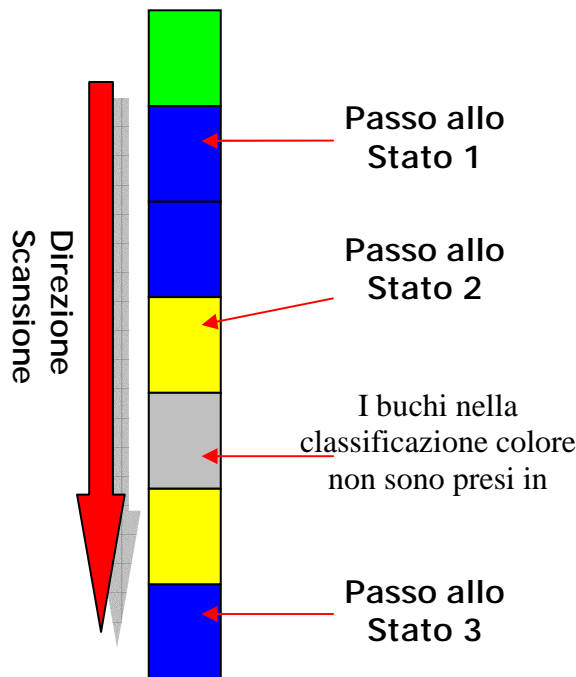 Passo allo
Stato 1
Direzione
Scansione
Passo allo
Stato 2
I buchi nella
classificazione colore
non sono presi in
Passo allo
Stato 3